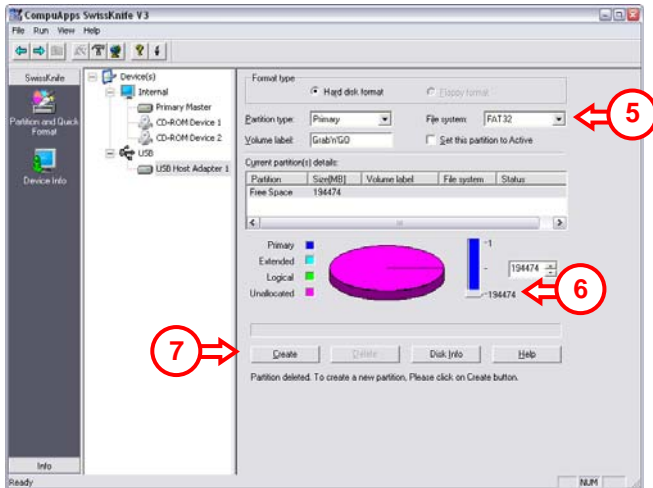 CompuApps SwissKnife V3
File Run View Help
SwissKnife
Partition and Quick
Format
Device Info
Info
Device(s)
Internal
Primary Master
CD-ROM Device 1
CD-ROM Device 2
USB
USB Host Adapter 1
Format type
Hard disk format Floppy format
Partition type: Primary File system: FAT32
5
Volume label: Grab'n'GO Set this partition to Active
Current partition(s) details:
Partition Size[MB] Volume label File system Status
Free Space 194474
Primary
Extended
Logical
Unallocated
-1
-
194474
-194474
6
7
Create Delete Disk Info Help
Partition deleted. To create a new partition, Please click on Create button.
Ready NUM